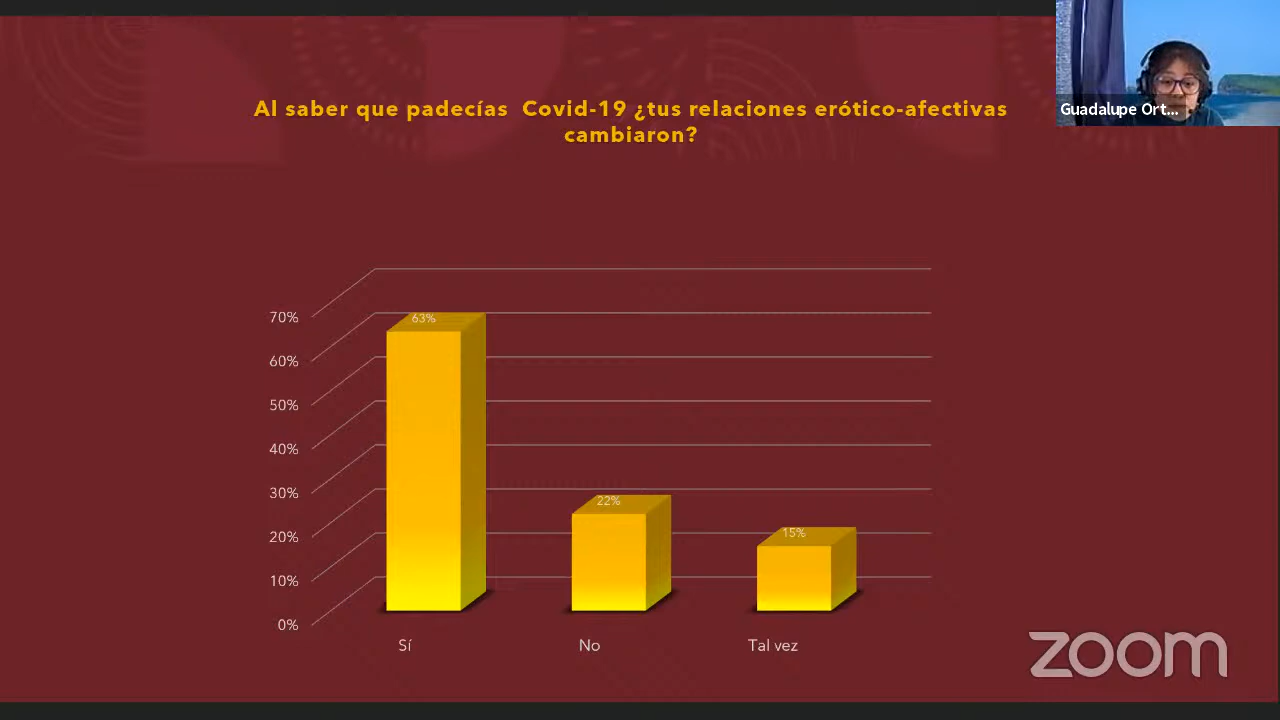 Al saber que padecías Covid-19 ¿tus relaciones erótico-afectivas
cambiaron?
Guadalupe Ort...
70%
60%
50%
40%
30%
20%
10%
0%
63%
22%
15%
Sí
No
Tal vez
zoom